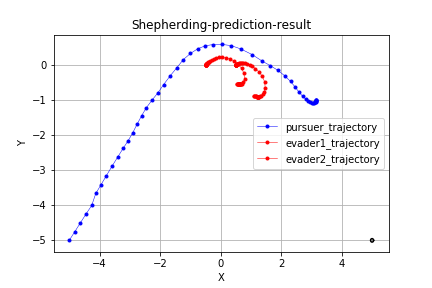 Shepherding-prediction-result
Y
0
−1
−2
−3
−4
−5
pursuer_trajectory
evader1_trajectory
evader2_trajectory
−4
−2
0
2
4
X